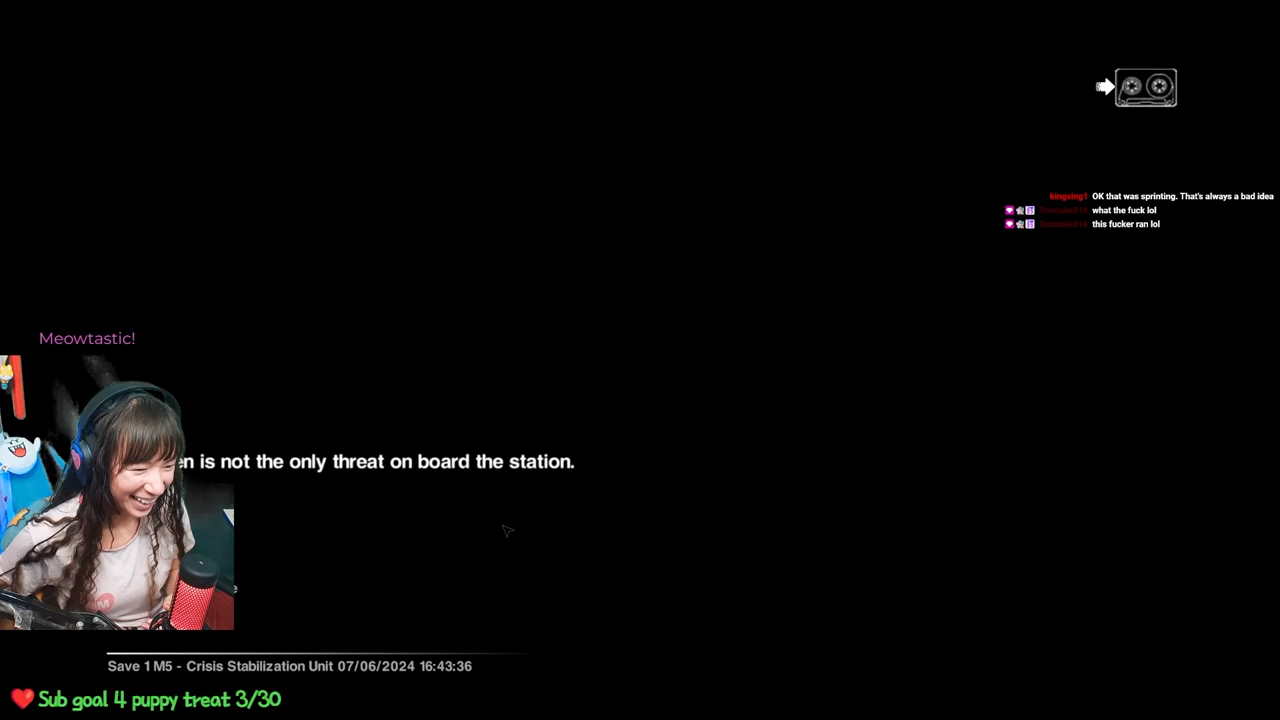 kingsing1 OK that was sprinting. That's always a bad idea
what the fuck lol
this fucker ran lol
Meowtastic!
is not the only threat on board the station.
Save 1 M5 - Crisis Stabilization Unit 07/06/2024 16:43:36
Sub goal 4 puppy treat 3/30